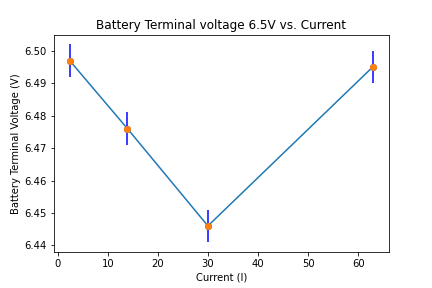 Battery Terminal voltage 6.5V vs. Current
6.50
6.49
6.48
6.47
6.46
6.45
6.44
Battery Terminal Voltage (V)
0 10 20 30 40 50 60
Current (I)